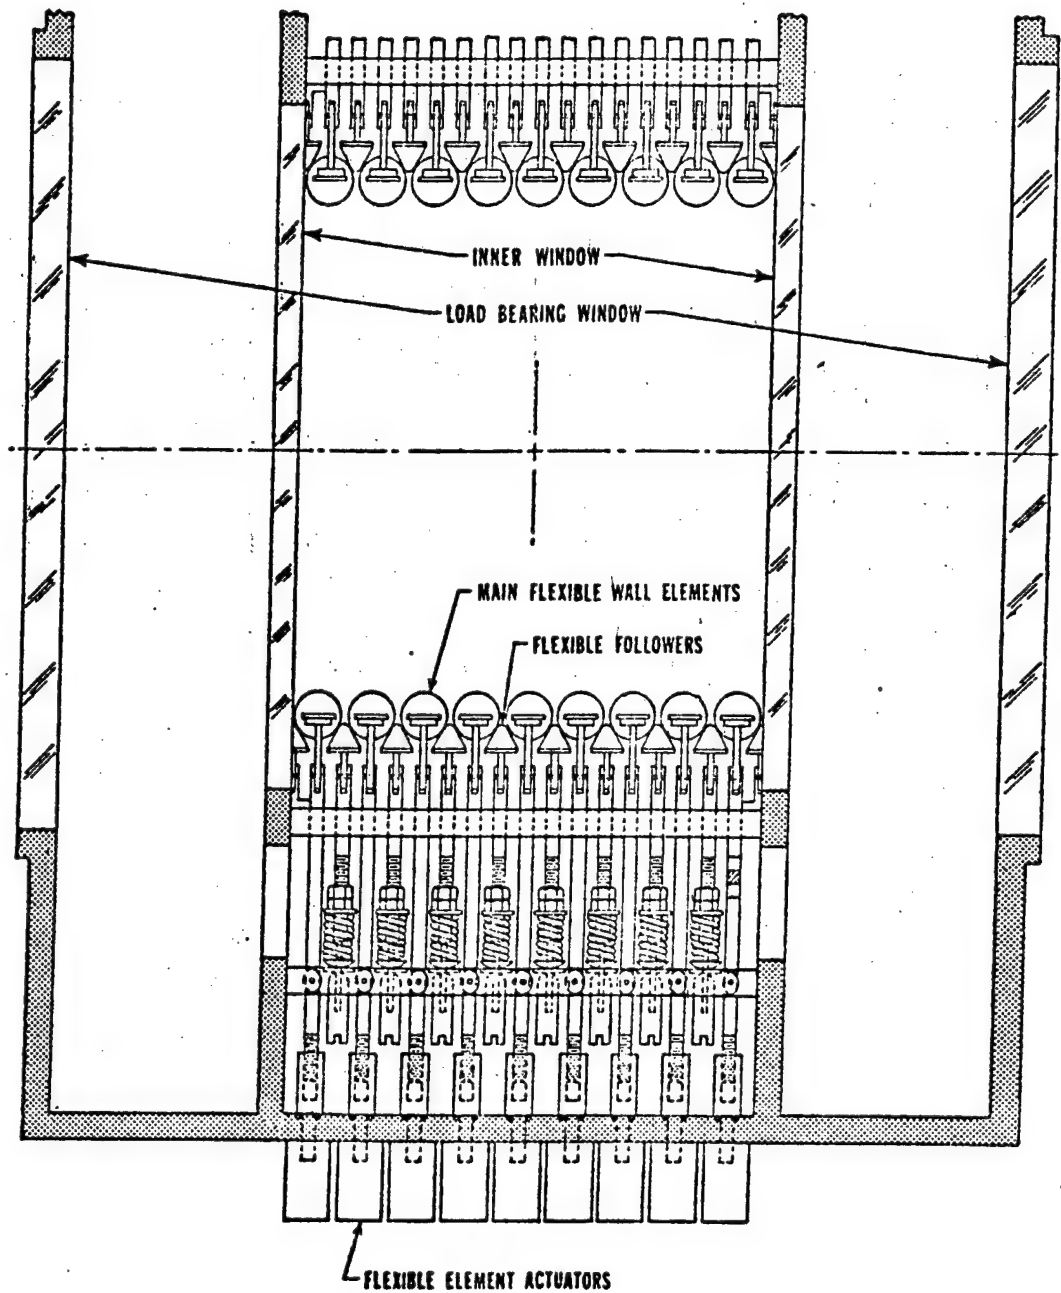 INNER WINDOW
LOAD BEARING WINDOW
MAIN FLEXIBLE WALL ELEMENTS
FLEXIBLE FOLLOWERS
FLEXIBLE ELEMENT ACTUATORS